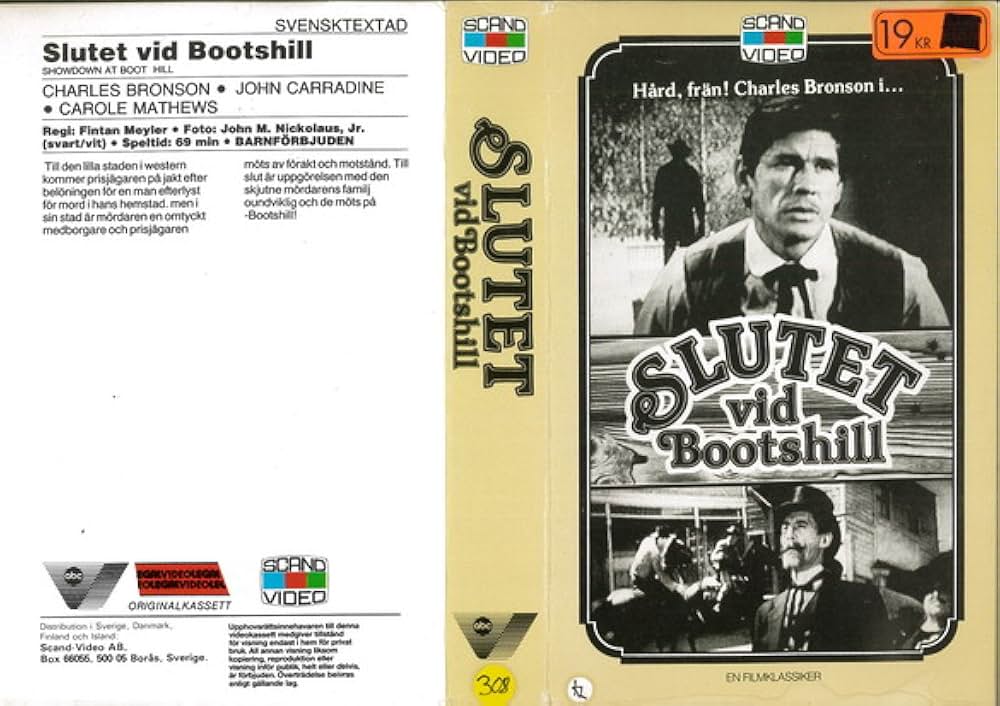 SVENSKTEXTAD
Slutet vid Bootshill
SHOWDOWN AT BOOT HILL
CHARLES BRONSON • JOHN CARRADINE
• CAROLE MATHEWS
Regi: Fintan Meyler • Foto: John M. Nickolaus, Jr.
(svart/vit) • Speltid: 69 min • BARNFÖRBJUDEN
Till den lilla staden i western
kommer prisjägaren på jakt efter
belöningen för en man efterlyst
för mord i hans hemstad. men i
sin stad är mördaren en omtyckt
medborgare och prisjägaren
möts av förakt och motstånd. Till
slut är uppgörelsen med den
skjutne mördarens familj
oundviklig och de möts på
-Bootshill!
abc
EGALVIDEOLEGAL
OLEGALVIDEOLEG
ORIGINALKASSETT
SCAND
VIDEO
Distribution i Sverige, Danmark,
Finland och Island:
Scand-Video AB,
Box 66055, 500 05 Borås, Sverige.
Upphovsrättsinnehavaren till denna
videokassett medgiver tillstånd
för visning endast i hem för privat
bruk. All annan visning liksom
kopiering, reproduktion eller
visning inför publik, helt eller delvis,
är förbjuden. Överträdelse beivras
enligt gällande lag.
SCAND
VIDEO
SLUTET
vid Bootshill
abc
308
SCAND
VIDEO
19 KR
Hård, frän! Charles Bronson i...
SLUTET
vid
Bootshill
EN FILMKLASSIKER